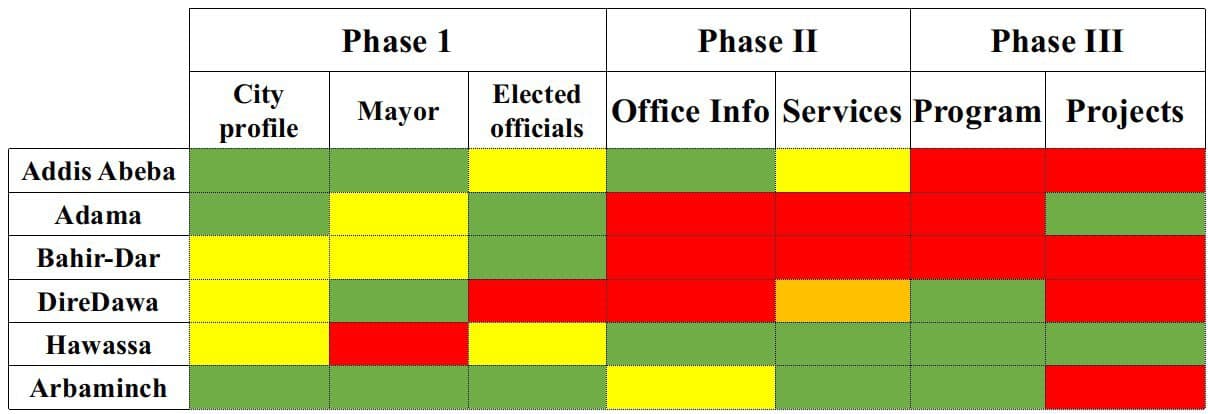 Phase 1 Phase II Phase III
City profile Mayor Elected officials Office Info Services Program Projects
Addis Abeba
Adama
Bahir-Dar
DireDawa
Hawassa
Arbaminch